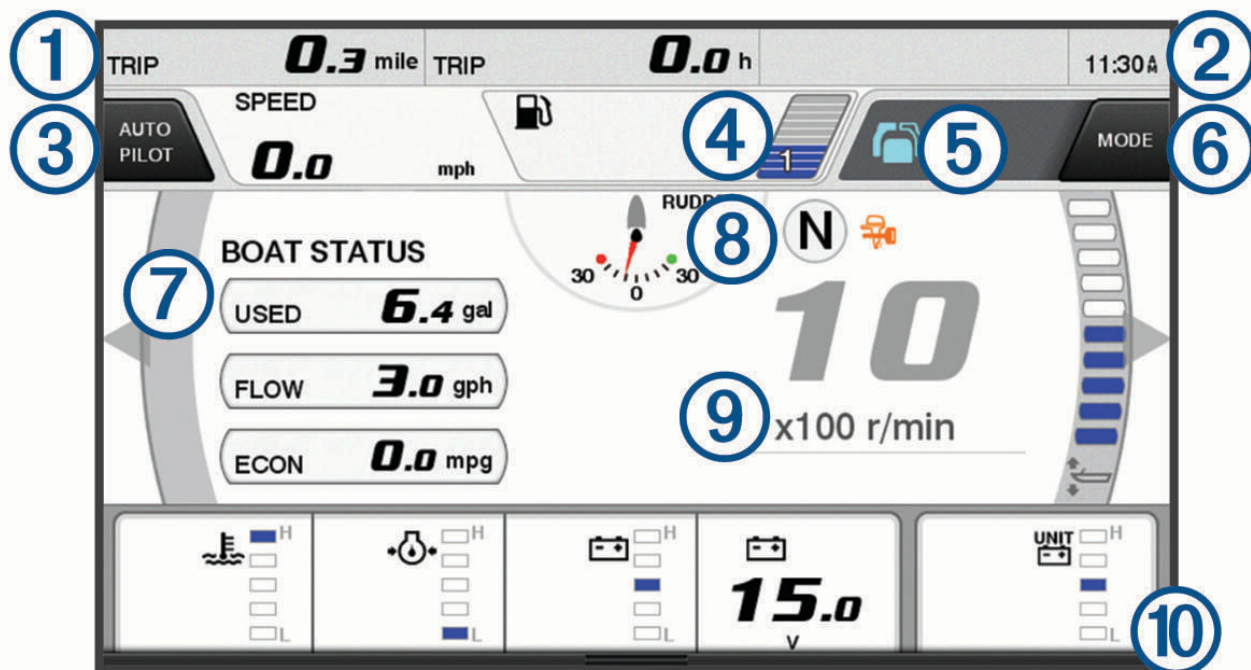 1
TRIP 0.3 mile TRIP 0.0 h 11:30A
2
3
AUTO
PILOT
SPEED
0.0 mph
4
1
5
MODE
6
BOAT STATUS
7
USED 6.4 gal
FLOW 3.0 gph
ECON 0.0 mpg
30 0 30
8
N
10
9
x100 r/min
H
L
H
L
H
L
15.0
V
UNIT
H
L
10